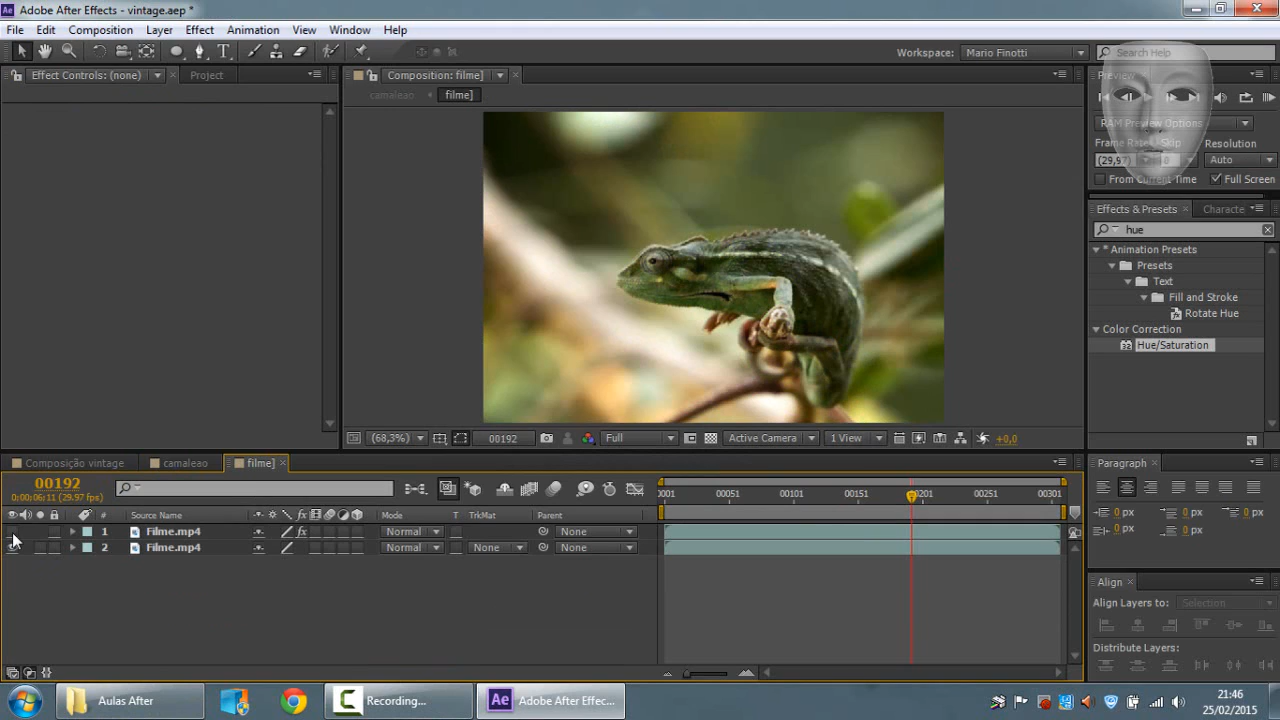 Adobe After Effects - vintage.aep *
File Edit Composition Layer Effect Animation View Window Help
Workspace: Mario Finotti Search Help
Effect Controls: (none) Project Composition: filme] Preview
camaleao filme]
RAM Preview Options
Frame Rate Skip Resolution
(29,97) 0 Auto
From Current Time Full Screen
Effects & Presets Characte
hue
* Animation Presets
Presets
Text
Fill and Stroke
Rotate Hue
Color Correction
32 Hue/Saturation
(68,3%) 00192 Full Active Camera 1 View +0,0
Composição vintage camaleao filme] Paragraph
00192
0:00:06:11 (29.97 fps)
0001 00051 00101 00151 00201 00251 00301
# Source Name fx Mode T TrkMat Parent
1 Filme.mp4 fx Normal None
2 Filme.mp4 Normal None None
0 px 0 px
0 px 0 px
0 px
Align
Align Layers to: Selection
Distribute Layers:
Aulas After Recording... Ae Adobe After Effec...
21:46
25/02/2015